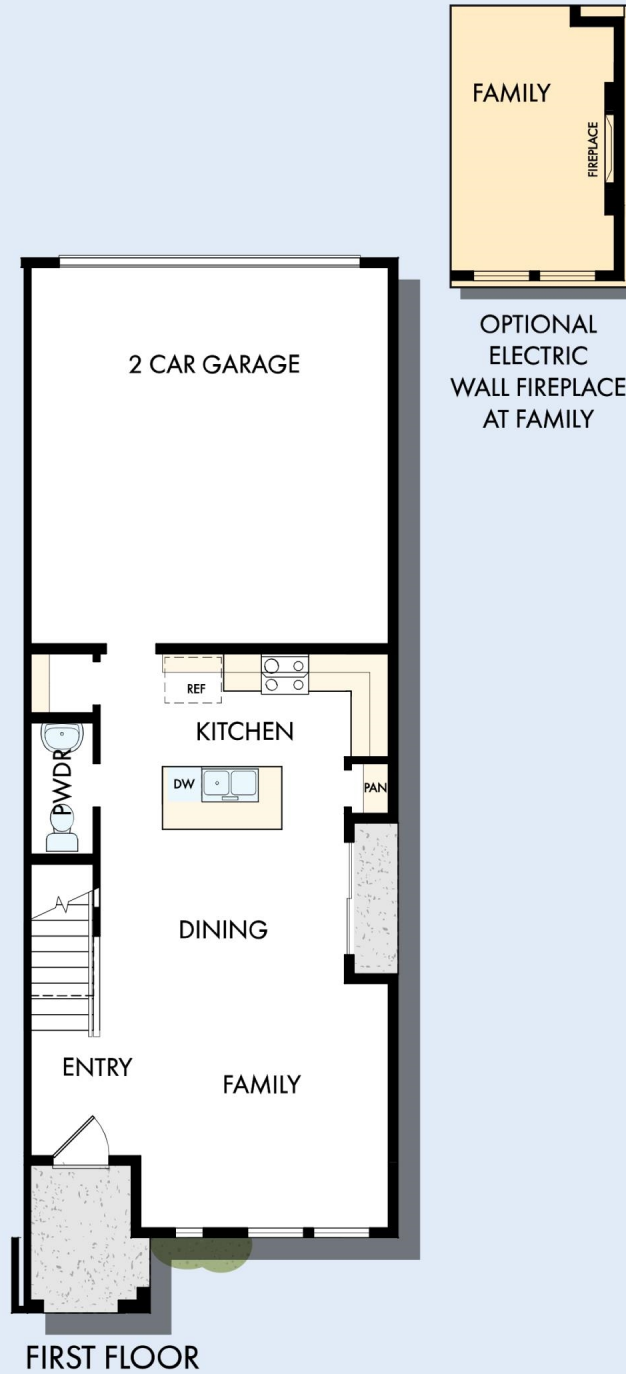 FAMILY
FIREPLACE
OPTIONAL
ELECTRIC
WALL FIREPLACE
AT FAMILY
2 CAR GARAGE
REF
KITCHEN
PWDR
DW
PAN
DINING
ENTRY
FAMILY
FIRST FLOOR